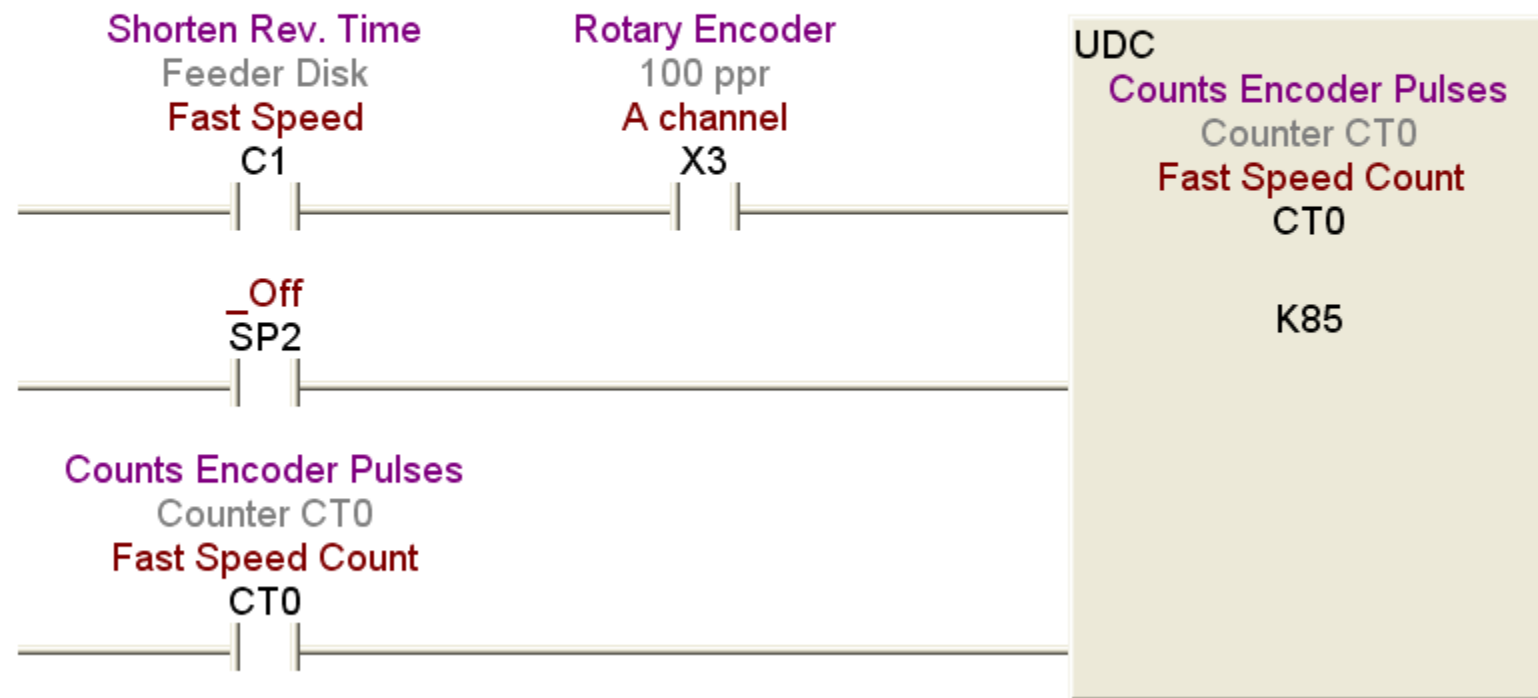 Shorten Rev. Time
Feeder Disk
Fast Speed
C1
Rotary Encoder
100 ppr
A channel
X3
UDC
Counts Encoder Pulses
Counter CT0
Fast Speed Count
CT0
K85
_Off
SP2
Counts Encoder Pulses
Counter CT0
Fast Speed Count
CT0